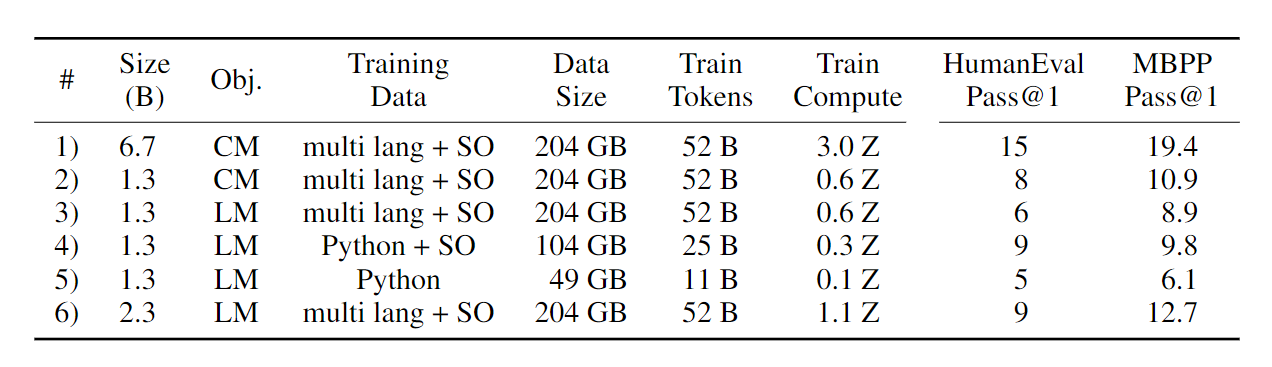 # Size (B) Obj. Training Data Data Size Train Tokens Train Compute HumanEval Pass@1 MBPP Pass@1
1) 6.7 CM multi lang + SO 204 GB 52 B 3.0 Z 15 19.4
2) 1.3 CM multi lang + SO 204 GB 52 B 0.6 Z 8 10.9
3) 1.3 LM multi lang + SO 204 GB 52 B 0.6 Z 6 8.9
4) 1.3 LM Python + SO 104 GB 25 B 0.3 Z 9 9.8
5) 1.3 LM Python 49 GB 11 B 0.1 Z 5 6.1
6) 2.3 LM multi lang + SO 204 GB 52 B 1.1 Z 9 12.7